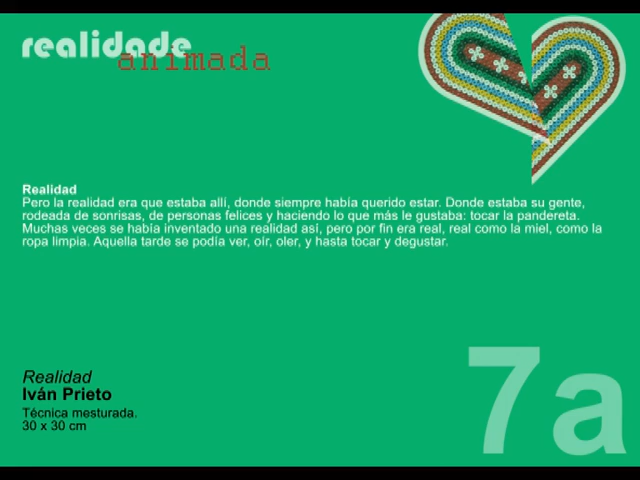 realidade
animada
Realidad
Pero la realidad era que estaba allí, donde siempre había querido estar. Donde estaba su gente,
rodeada de sonrisas, de personas felices y haciendo lo que más le gustaba: tocar la pandereta.
Muchas veces se había inventado una realidad así, pero por fin era real, real como la miel, como la
ropa limpia. Aquella tarde se podía ver, oír, oler, y hasta tocar y degustar.
Realidad
Iván Prieto
Técnica mesturada.
30 x 30 cm
7a